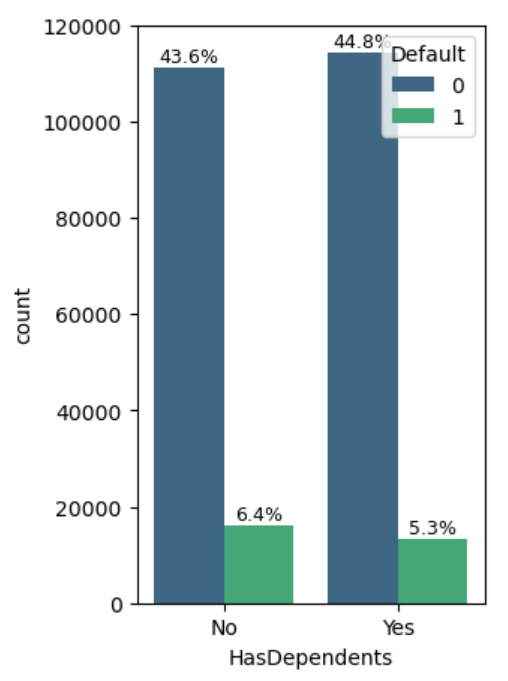 120000
100000
80000
60000
40000
20000
0
count
43.6%
44.8%
6.4%
5.3%
Default
0
1
No
Yes
HasDependents